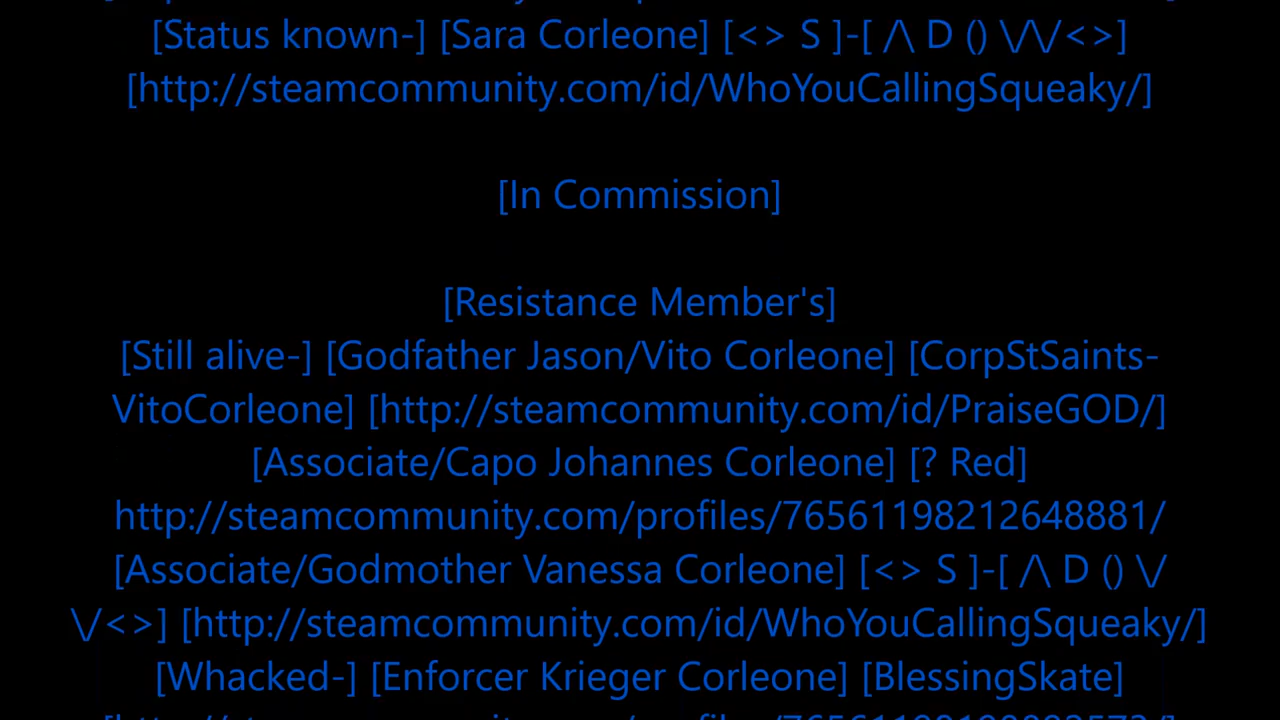 [Status known-] [Sara Corleone] [<> S ]-[ /\ D () \/\/<>]
[http://steamcommunity.com/id/WhoYouCallingSqueaky/]
[In Commission]
[Resistance Member's]
[Still alive-] [Godfather Jason/Vito Corleone] [CorpStSaints-
VitoCorleone] [http://steamcommunity.com/id/PraiseGOD/]
[Associate/Capo Johannes Corleone] [? Red]
http://steamcommunity.com/profiles/76561198212648881/
[Associate/Godmother Vanessa Corleone] [<> S ]-[ /\ D () \/
\/<>] [http://steamcommunity.com/id/WhoYouCallingSqueaky/]
[Whacked-] [Enforcer Krieger Corleone] [BlessingSkate]